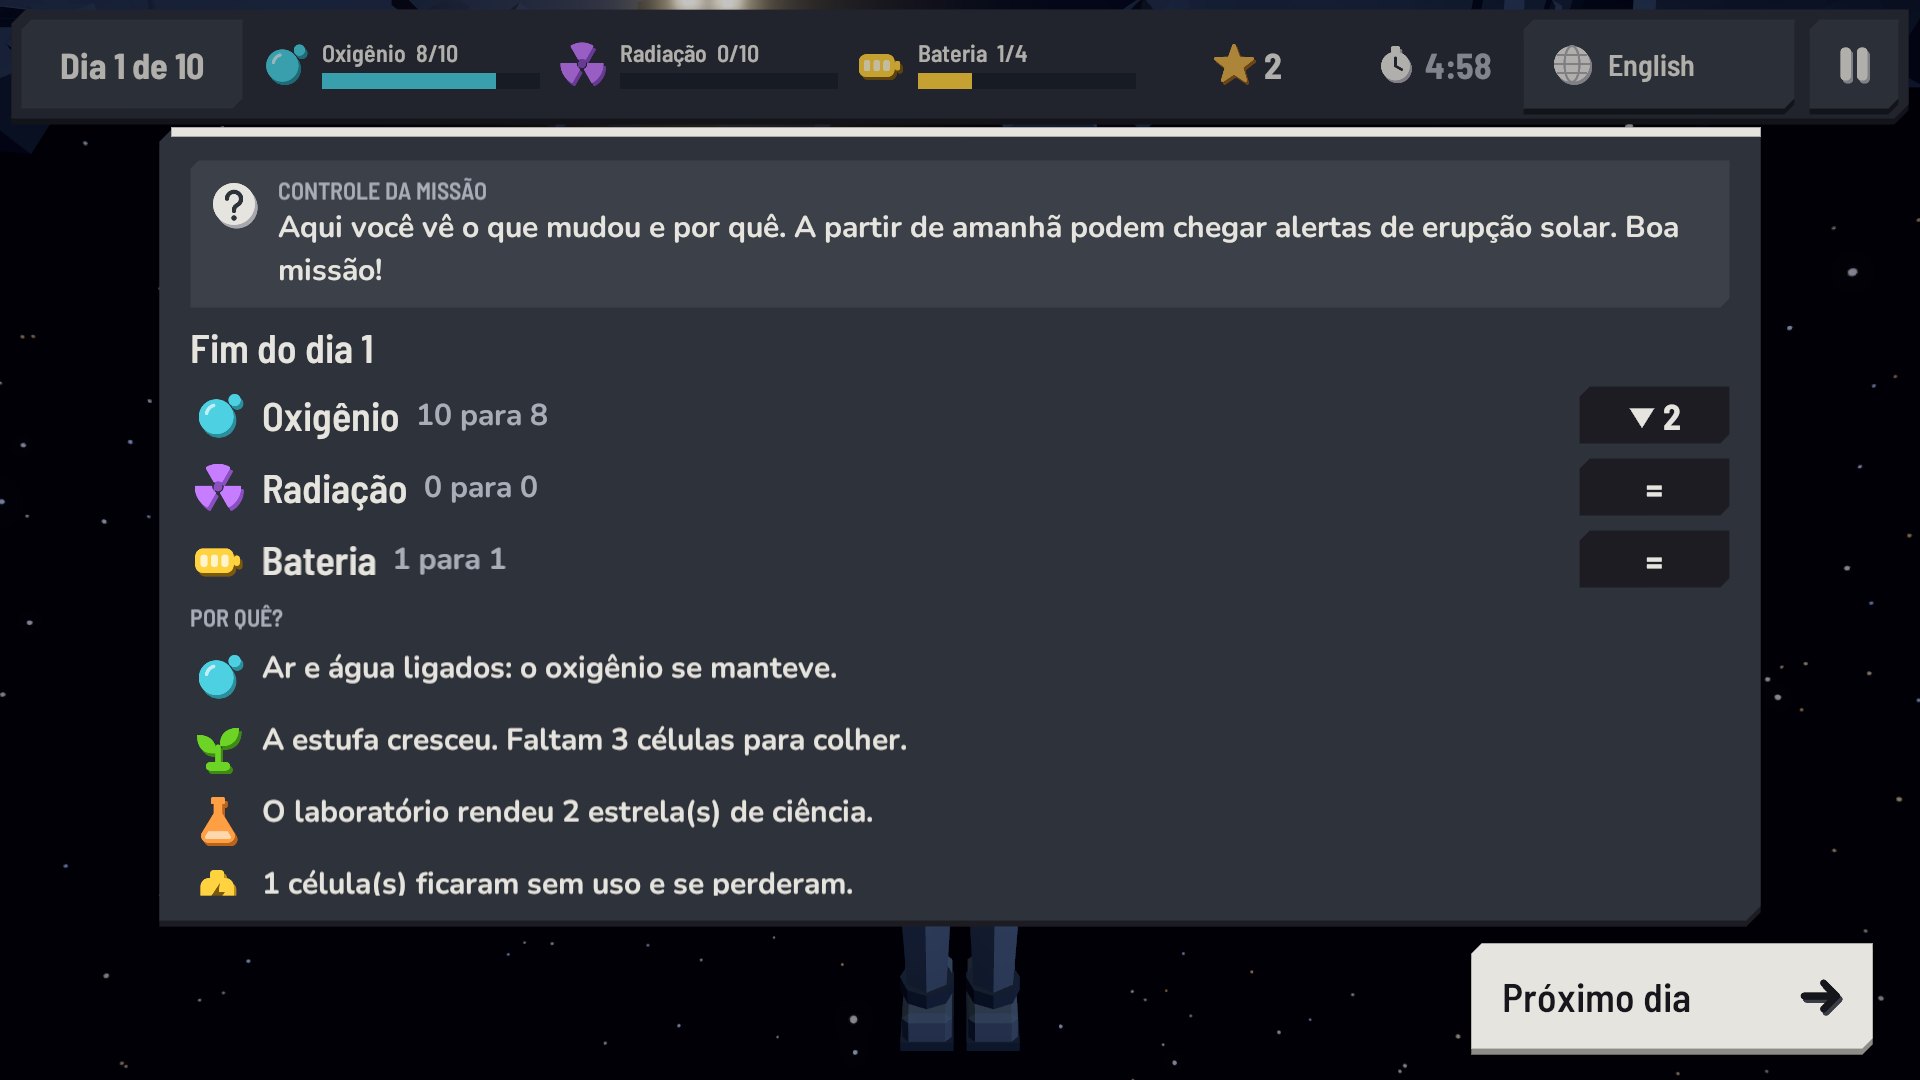 Dia 1 de 10
Oxigênio 8/10
Radiação 0/10
Bateria 1/4
2
4:58
English
CONTROLE DA MISSÃO
Aqui você vê o que mudou e por quê. A partir de amanhã podem chegar alertas de erupção solar. Boa
missão!
Fim do dia 1
Oxigênio 10 para 8
▼ 2
Radiação 0 para 0
=
Bateria 1 para 1
=
POR QUÊ?
Ar e água ligados: o oxigênio se manteve.
A estufa cresceu. Faltam 3 células para colher.
O laboratório rendeu 2 estrela(s) de ciência.
1 célula(s) ficaram sem uso e se perderam.
Próximo dia